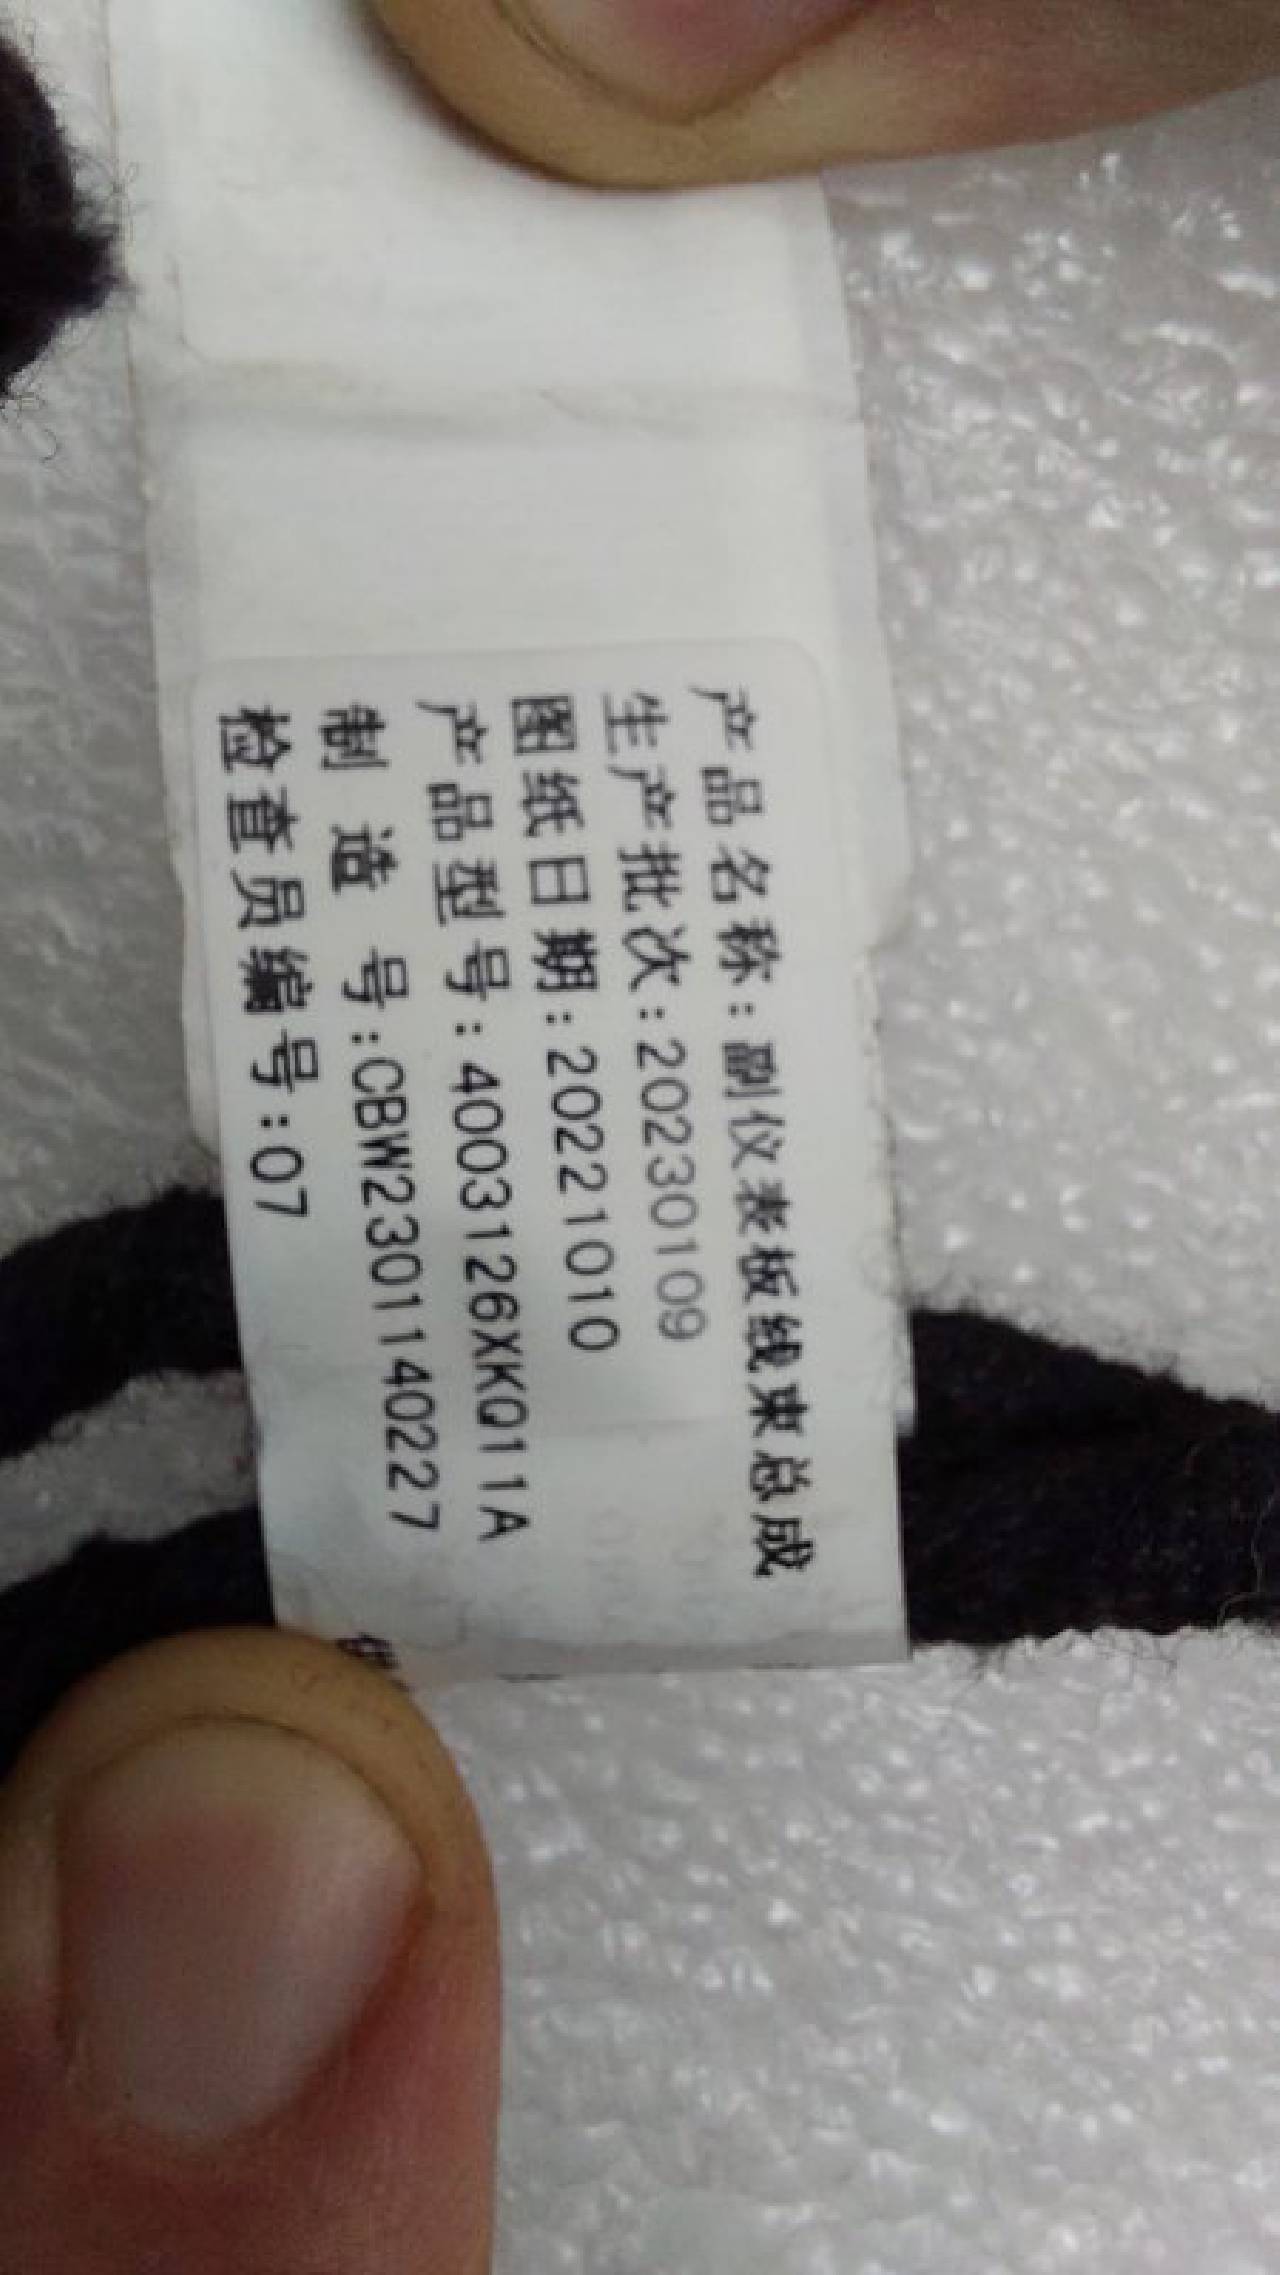 产品名称:副仪表板线束总成
生产批次:20230109
图纸日期:20221010
产品型号:4003126XKQ11A
制 造 号:CBW2301140227
检查员编号:07